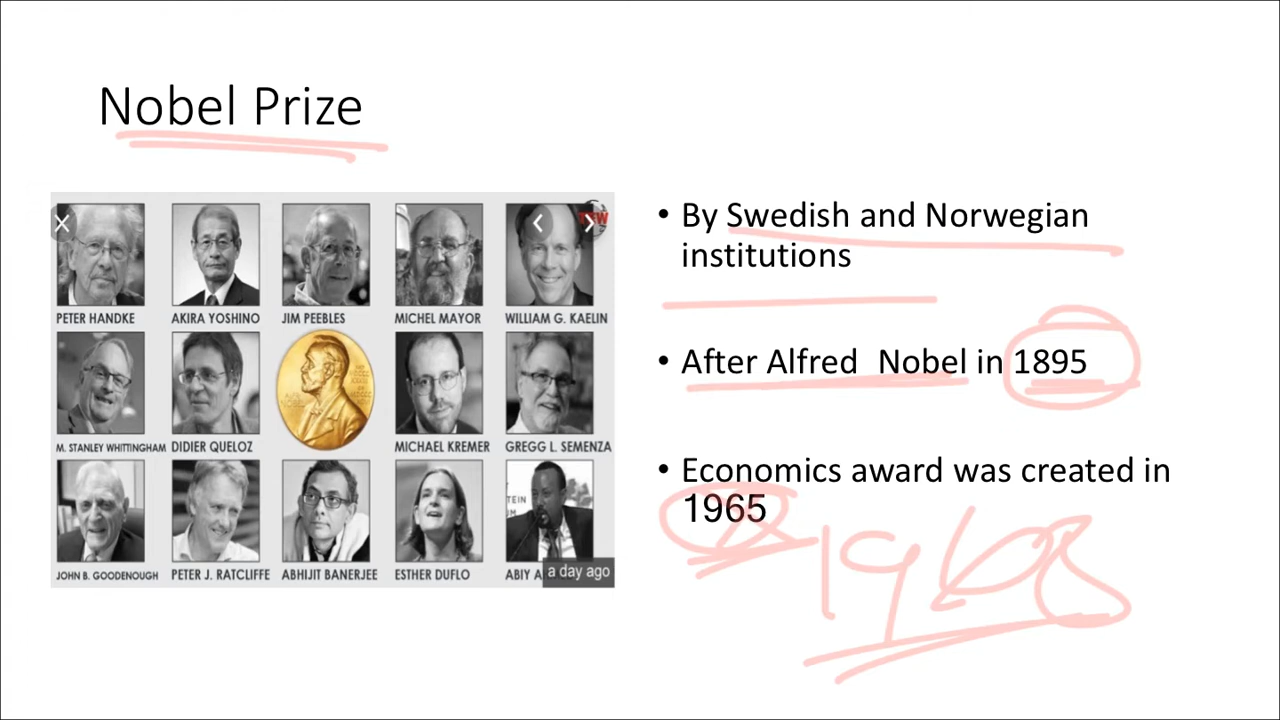 Nobel Prize
PETER HANDKE
AKIRA YOSHINO
JIM PEEBLES
MICHEL MAYOR
WILLIAM G. KAELIN
M. STANLEY WHITTINGHAM
DIDIER QUELOZ
MICHAEL KREMER
GREGG L. SEMENZA
JOHN B. GOODENOUGH
PETER J. RATCLIFFE
ABHIJIT BANERJEE
ESTHER DUFLO
ABIY
a day ago
• By Swedish and Norwegian
institutions
• After Alfred Nobel in 1895
• Economics award was created in
1965
1968